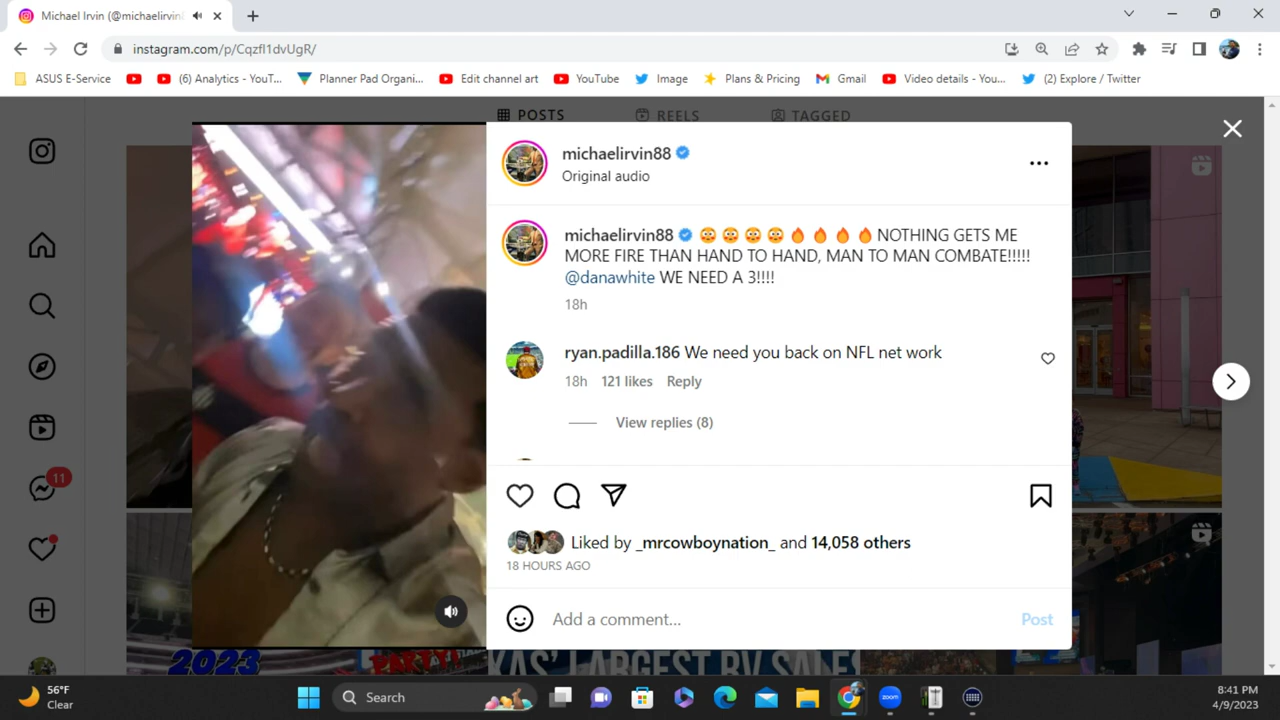 Michael Irvin (@michaelirvin
instagram.com/p/Cqzfl1dvUgR/
ASUS E-Service
(6) Analytics - YouT...
Planner Pad Organi...
Edit channel art
YouTube
Image
Plans & Pricing
Gmail
Video details - You...
(2) Explore / Twitter
POSTS
REELS
TAGGED
michaelirvin88
Original audio
michaelirvin88 😳😳😳😳🔥🔥🔥🔥 NOTHING GETS ME
MORE FIRE THAN HAND TO HAND, MAN TO MAN COMBATE!!!!!
@danawhite WE NEED A 3!!!!
18h
ryan.padilla.186 We need you back on NFL net work
18h 121 likes Reply
View replies (8)
11
Liked by _mrcowboynation_ and 14,058 others
18 HOURS AGO
Add a comment...
Post
2023
PARTY!
KAS' LARGEST RV SALES
56°F
Clear
Search
zoom
8:41 PM
4/9/2023